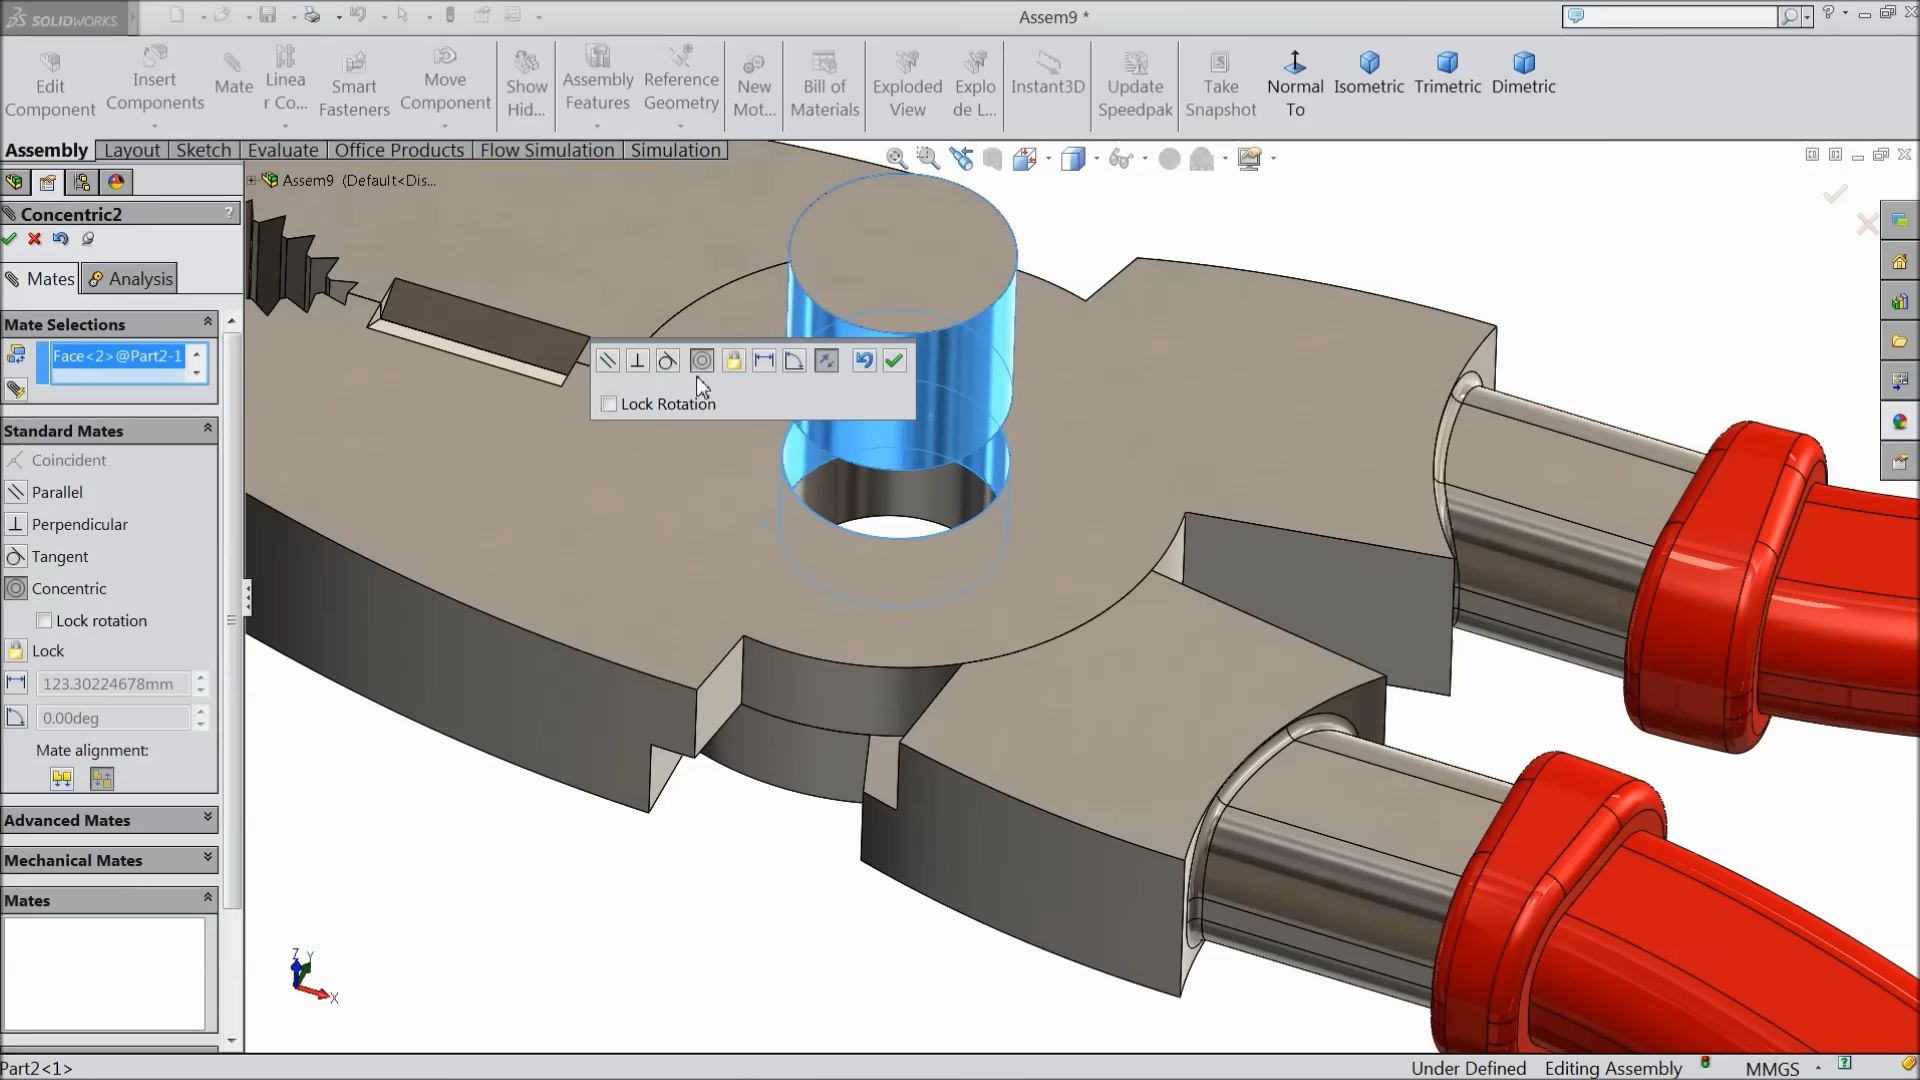 SOLIDWORKS
Assem9 *
?
Edit Component
Insert Components
Mate
Linea r Co...
Smart Fasteners
Move Component
Show Hid...
Assembly Features
Reference Geometry
New Mot...
Bill of Materials
Exploded View
Explo de L...
Instant3D
Update Speedpak
Take Snapshot
Normal To
Isometric
Trimetric
Dimetric
Assembly
Layout
Sketch
Evaluate
Office Products
Flow Simulation
Simulation
Assem9 (Default<Dis...
Concentric2
?
Mates
Analysis
Mate Selections
Face<2>@Part2-1
Lock Rotation
Standard Mates
Coincident
Parallel
Perpendicular
Tangent
Concentric
Lock rotation
Lock
123.30224678mm
0.00deg
Mate alignment:
Advanced Mates
Mechanical Mates
Mates
Z
Y
X
Part2<1>
Under Defined
Editing Assembly
MMGS
?